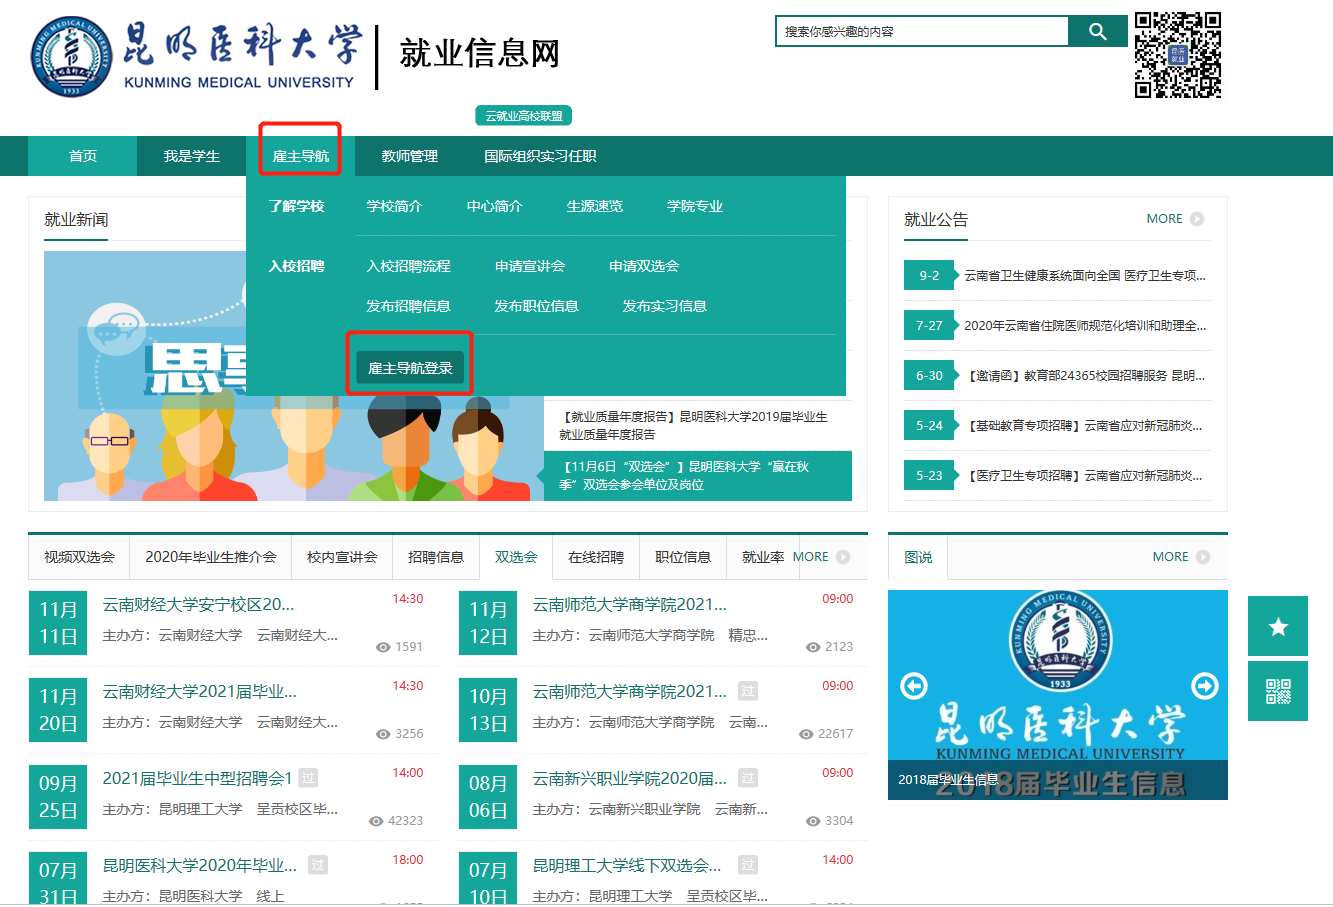 昆明医科大学
KUNMING MEDICAL UNIVERSITY
KUNMING MEDICAL UNIVERSITY
1933
就业信息网
搜索你感兴趣的内容
云就业高校联盟
首页
我是学生
雇主导航
教师管理
国际组织实习任职
了解学校
学校简介
中心简介
生源速览
学院专业
入校招聘
入校招聘流程
申请宣讲会
申请双选会
发布招聘信息
发布职位信息
发布实习信息
雇主导航登录
就业新闻
思
【就业质量年度报告】昆明医科大学2019届毕业生
就业质量年度报告
【11月6日“双选会”】昆明医科大学“赢在秋
季”双选会参会单位及岗位
就业公告
MORE
9-2
云南省卫生健康系统面向全国 医疗卫生专项...
7-27
2020年云南省住院医师规范化培训和助理全...
6-30
【邀请函】教育部24365校园招聘服务 昆明...
5-24
【基础教育专项招聘】云南省应对新冠肺炎...
5-23
【医疗卫生专项招聘】云南省应对新冠肺炎...
视频双选会
2020年毕业生推介会
校内宣讲会
招聘信息
双选会
在线招聘
职位信息
就业率
MORE
11月
11日
云南财经大学安宁校区20...
14:30
主办方：云南财经大学 云南财经大...
1591
11月
12日
云南师范大学商学院2021...
09:00
主办方：云南师范大学商学院 精忠...
2123
11月
20日
云南财经大学2021届毕业...
14:30
主办方：云南财经大学 云南财经大...
3256
10月
13日
云南师范大学商学院2021...
过
09:00
主办方：云南师范大学商学院 云南...
22617
09月
25日
2021届毕业生中型招聘会1
过
14:00
主办方：昆明理工大学 呈贡校区毕...
42323
08月
06日
云南新兴职业学院2020届...
过
09:00
主办方：云南新兴职业学院 云南新...
3304
07月
31日
昆明医科大学2020年毕业...
过
18:00
主办方：昆明医科大学 线上
07月
10日
昆明理工大学线下双选会...
过
14:00
主办方：昆明理工大学 呈贡校区毕...
图说
MORE
KUNMING MEDICAL UNIVERSITY
1933
昆明医科大学
KUNMING MEDICAL UNIVERSITY
2018届毕业生信息
2018届毕业生信息